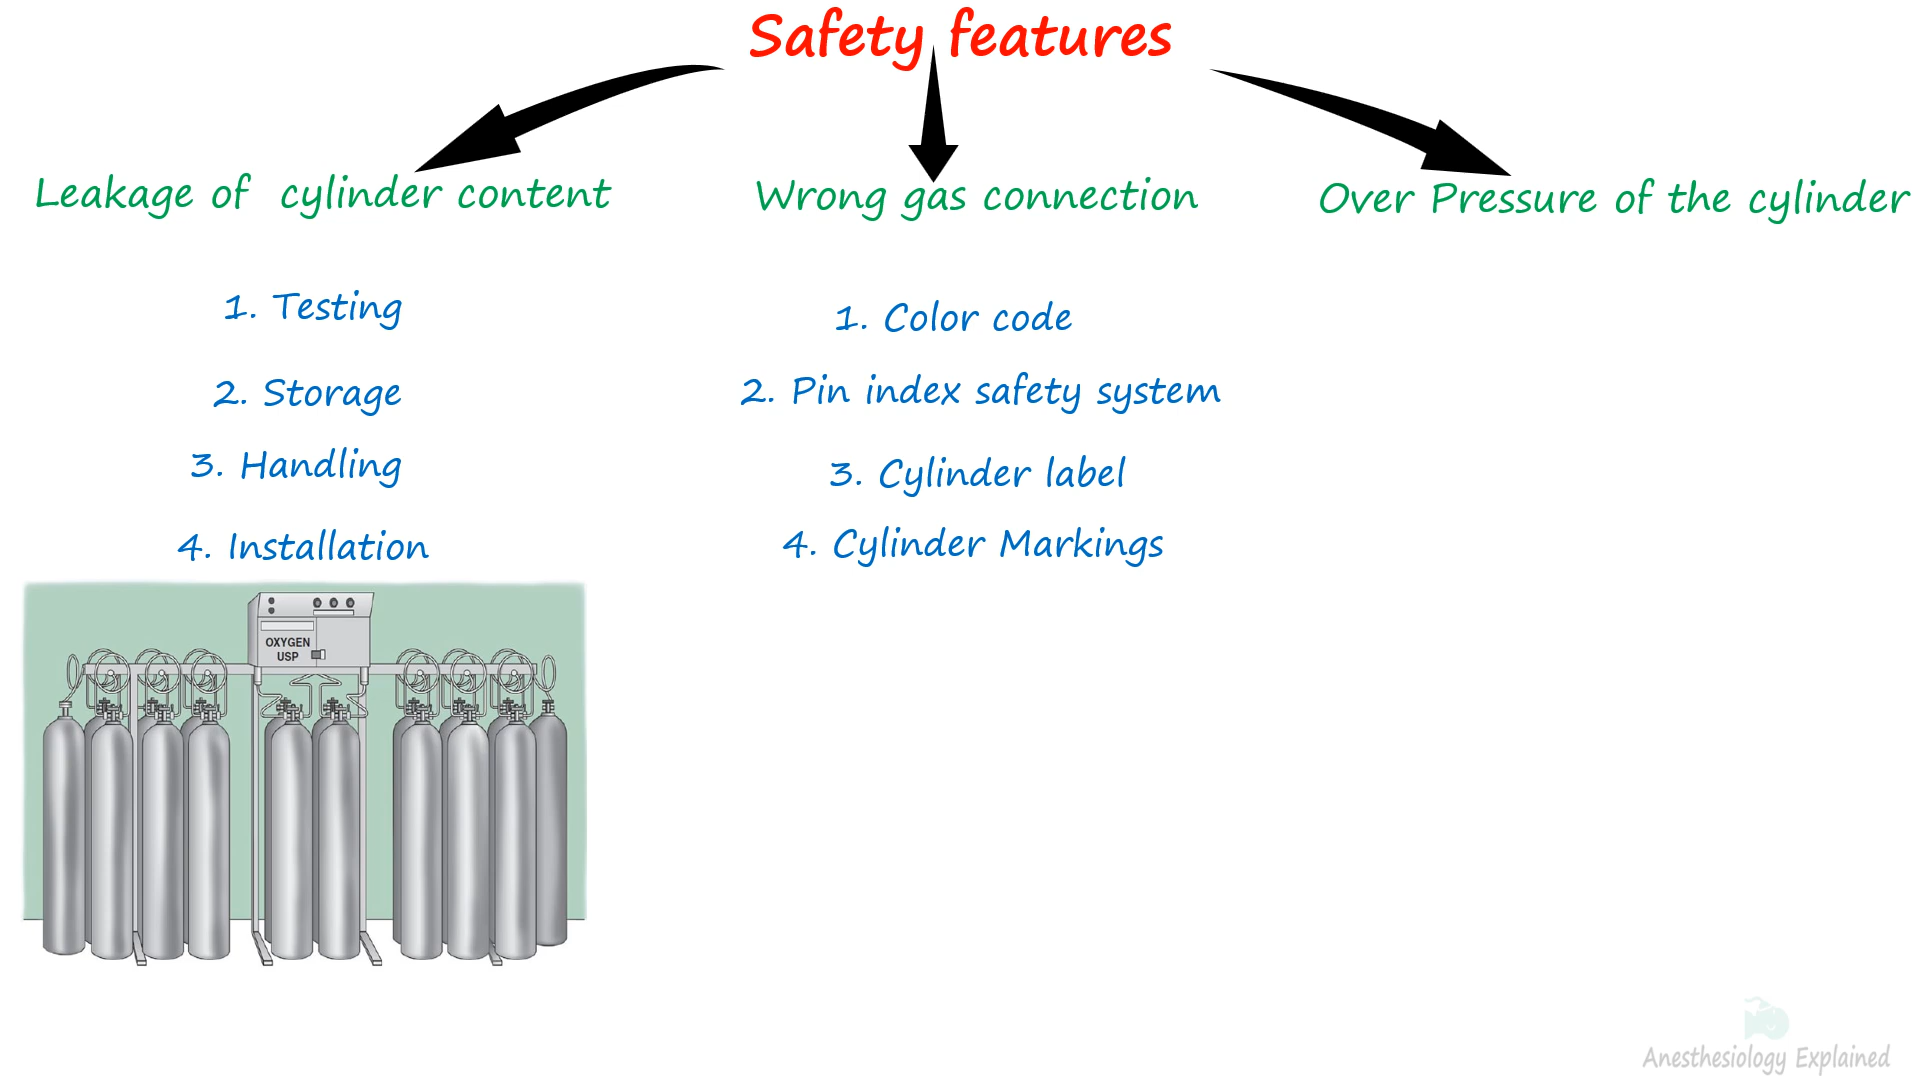 Safety features
Leakage of cylinder content
1. Testing
2. Storage
3. Handling
4. Installation
OXYGEN
USP
Wrong gas connection
1. Color code
2. Pin index safety system
3. Cylinder label
4. Cylinder Markings
Over Pressure of the cylinder
Anesthesiology Explained